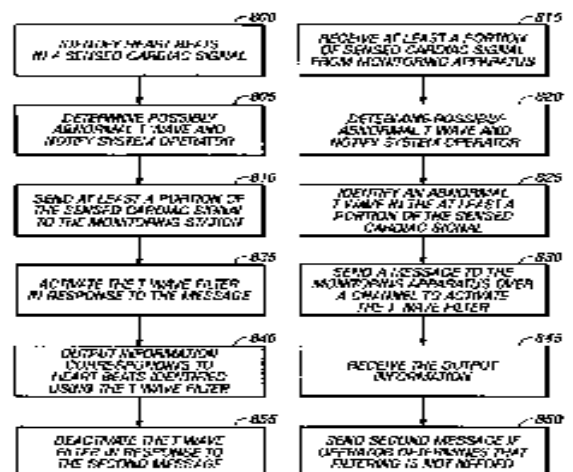 800
IDENTIFY HEART BEATS
IN A SENSED CARDIAC SIGNAL
805
DETERMINE POSSIBLY
ABNORMAL T WAVE AND
NOTIFY SYSTEM OPERATOR
810
SEND AT LEAST A PORTION OF
THE SENSED CARDIAC SIGNAL
TO THE MONITORING STATION
835
ACTIVATE THE T WAVE FILTER
IN RESPONSE TO THE MESSAGE
840
OUTPUT INFORMATION
CORRESPONDING TO
HEART BEATS IDENTIFIED
USING THE T WAVE FILTER
855
DEACTIVATE THE T WAVE
FILTER IN RESPONSE TO
THE SECOND MESSAGE
815
RECEIVE AT LEAST A PORTION
OF SENSED CARDIAC SIGNAL
FROM MONITORING APPARATUS
820
DETERMINE POSSIBLY
ABNORMAL T WAVE AND
NOTIFY SYSTEM OPERATOR
825
IDENTIFY AN ABNORMAL
T WAVE IN THE AT LEAST A
PORTION OF THE SENSED
CARDIAC SIGNAL
830
SEND A MESSAGE TO THE
MONITORING APPARATUS OVER
A CHANNEL TO ACTIVATE
THE T WAVE FILTER
845
RECEIVE THE OUTPUT
INFORMATION
850
SEND SECOND MESSAGE IF
OPERATOR DETERMINES THAT
FILTERING IS NOT NEEDED